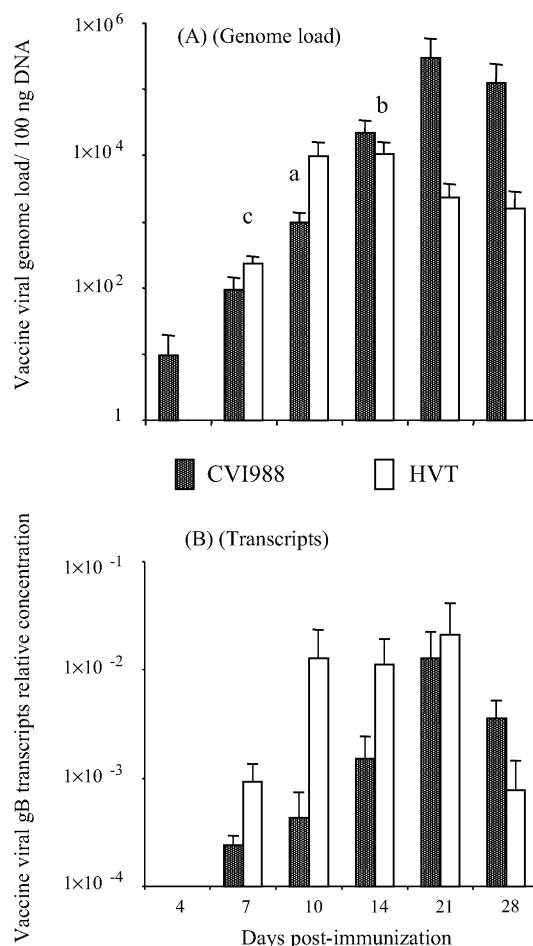 Vaccine viral genome load/ 100 ng DNA
(A) (Genome load)
1×10 6
1×10 4
1×10 2
1
c
a
b
CVI988
HVT
Vaccine viral gB transcripts relative concentration
(B) (Transcripts)
1×10 -1
1×10 -2
1×10 -3
1×10 -4
4 7 10 14 21 28
Days post-immunization